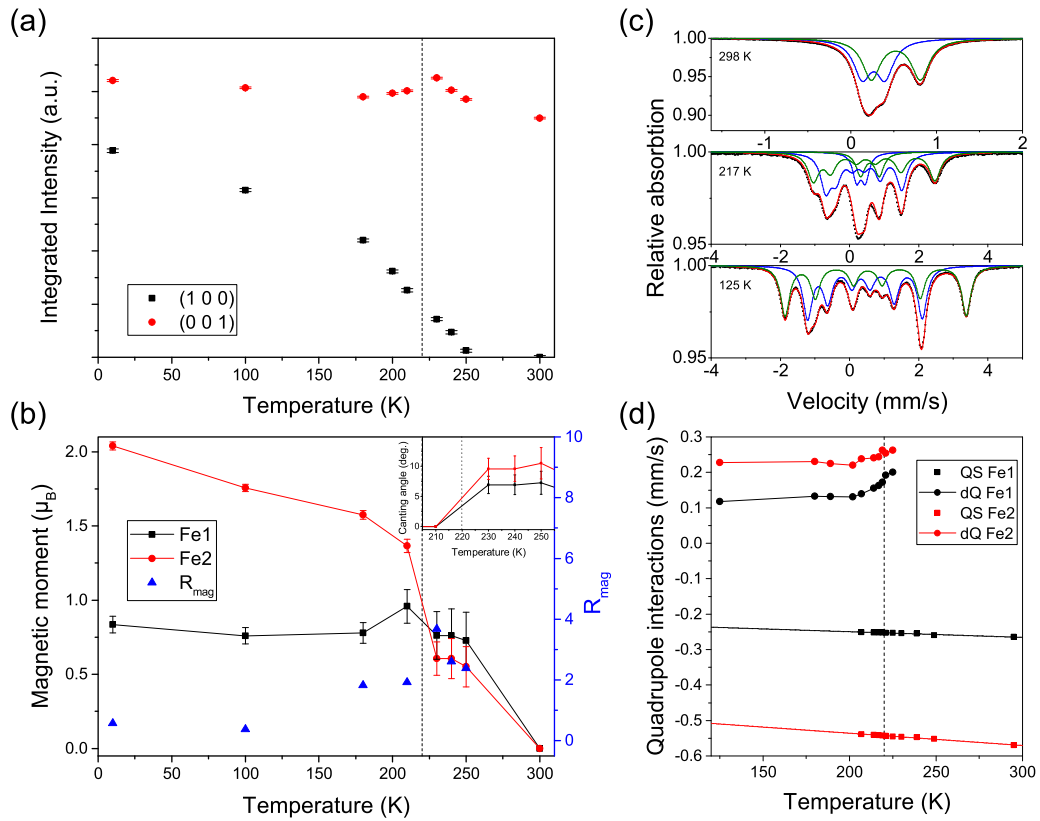 (a)
Integrated Intensity (a.u.)
(1 0 0)
(0 0 1)
0 50 100 150 200 250 300
Temperature (K)
(b)
Magnetic moment (μB)
2.0
1.5
1.0
0.5
0.0
Fe1
Fe2
Rmag
Canting angle (deg.)
10
5
0
210 220 230 240 250
Temperature (K)
10
8
6
4
2
0
Rmag
0 50 100 150 200 250 300
Temperature (K)
(c)
Relative absorbtion
1.00
0.95
0.90
298 K
-1 0 1 2
1.00
217 K
0.95
-4 -2 0 2 4
1.00
125 K
0.95
-4 -2 0 2 4
Velocity (mm/s)
(d)
Quadrupole interactions (mm/s)
0.3
0.2
0.1
0.0
-0.1
-0.2
-0.3
-0.4
-0.5
-0.6
QS Fe1
dQ Fe1
QS Fe2
dQ Fe2
150 200 250 300
Temperature (K)